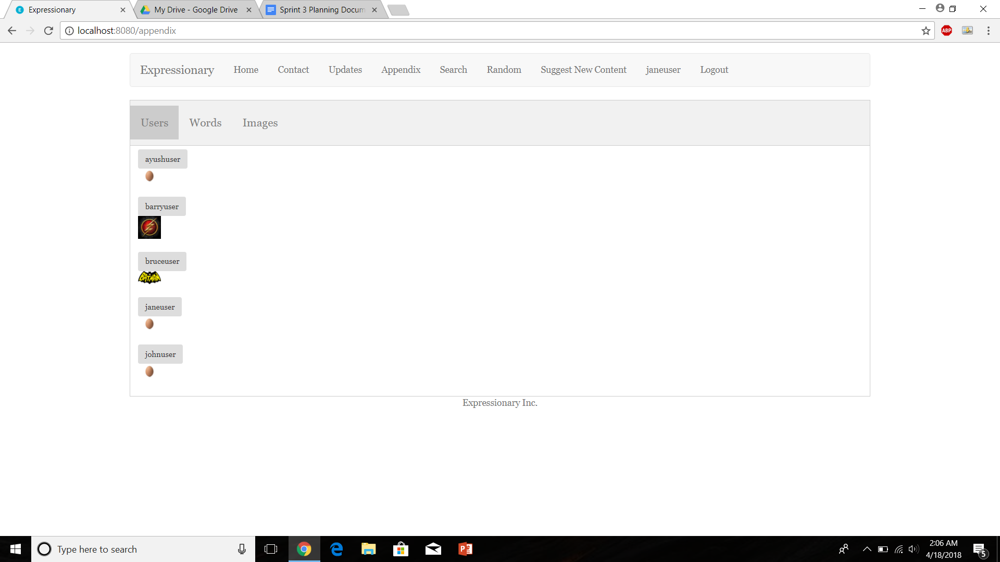 Expressionary My Drive - Google Drive Sprint 3 Planning Docum
localhost:8080/appendix
ABP
Expressionary Home Contact Updates Appendix Search Random Suggest New Content janeuser Logout
Users Words Images
ayushuser
barryuser
bruceuser
BATMAN
janeuser
johnuser
Expressionary Inc.
Type here to search
2:06 AM
4/18/2018
5